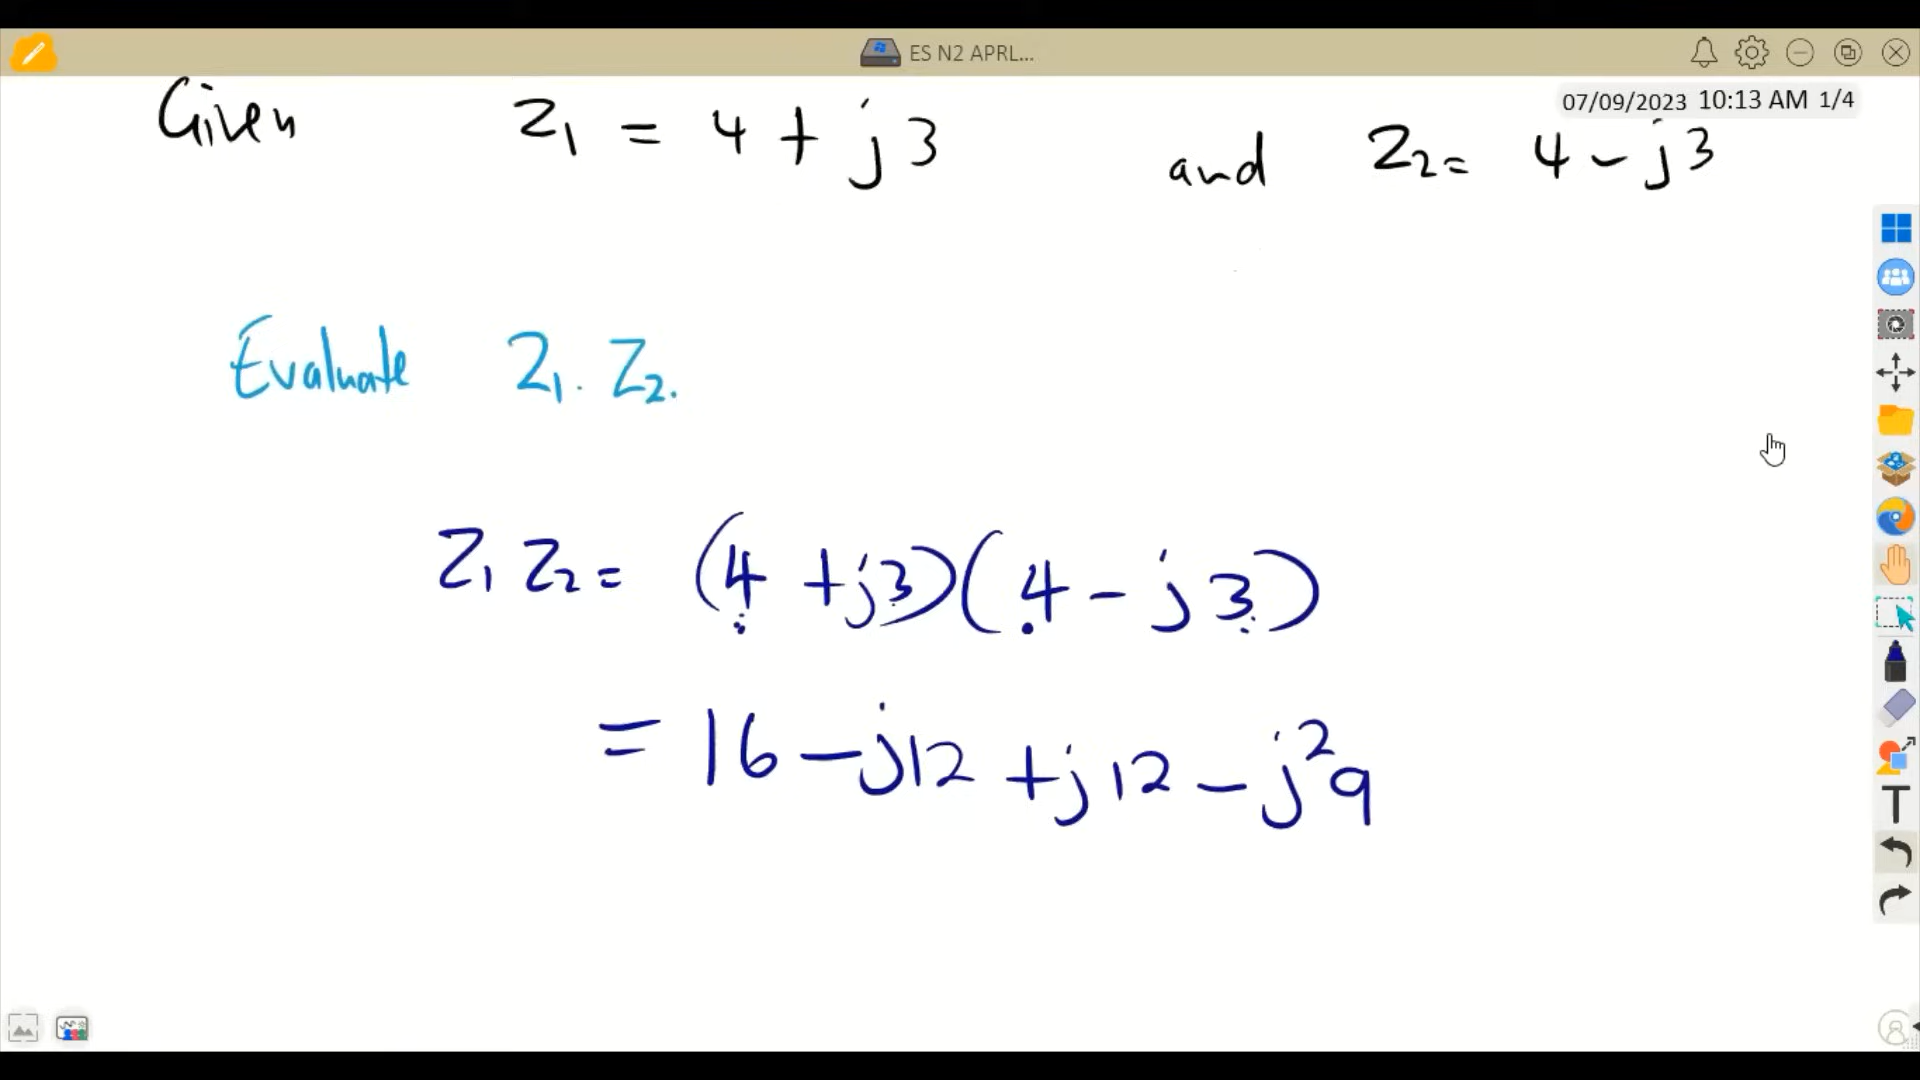 ES N2 APRL...
07/09/2023 10:13 AM 1/4
Given Z₁ = 4 + j3 and Z₂= 4 - j3
Evaluate Z₁. Z₂.
Z₁ Z₂ = (4 +j3)(4 - j3)
= 16 - j12 + j12 - j²9
T